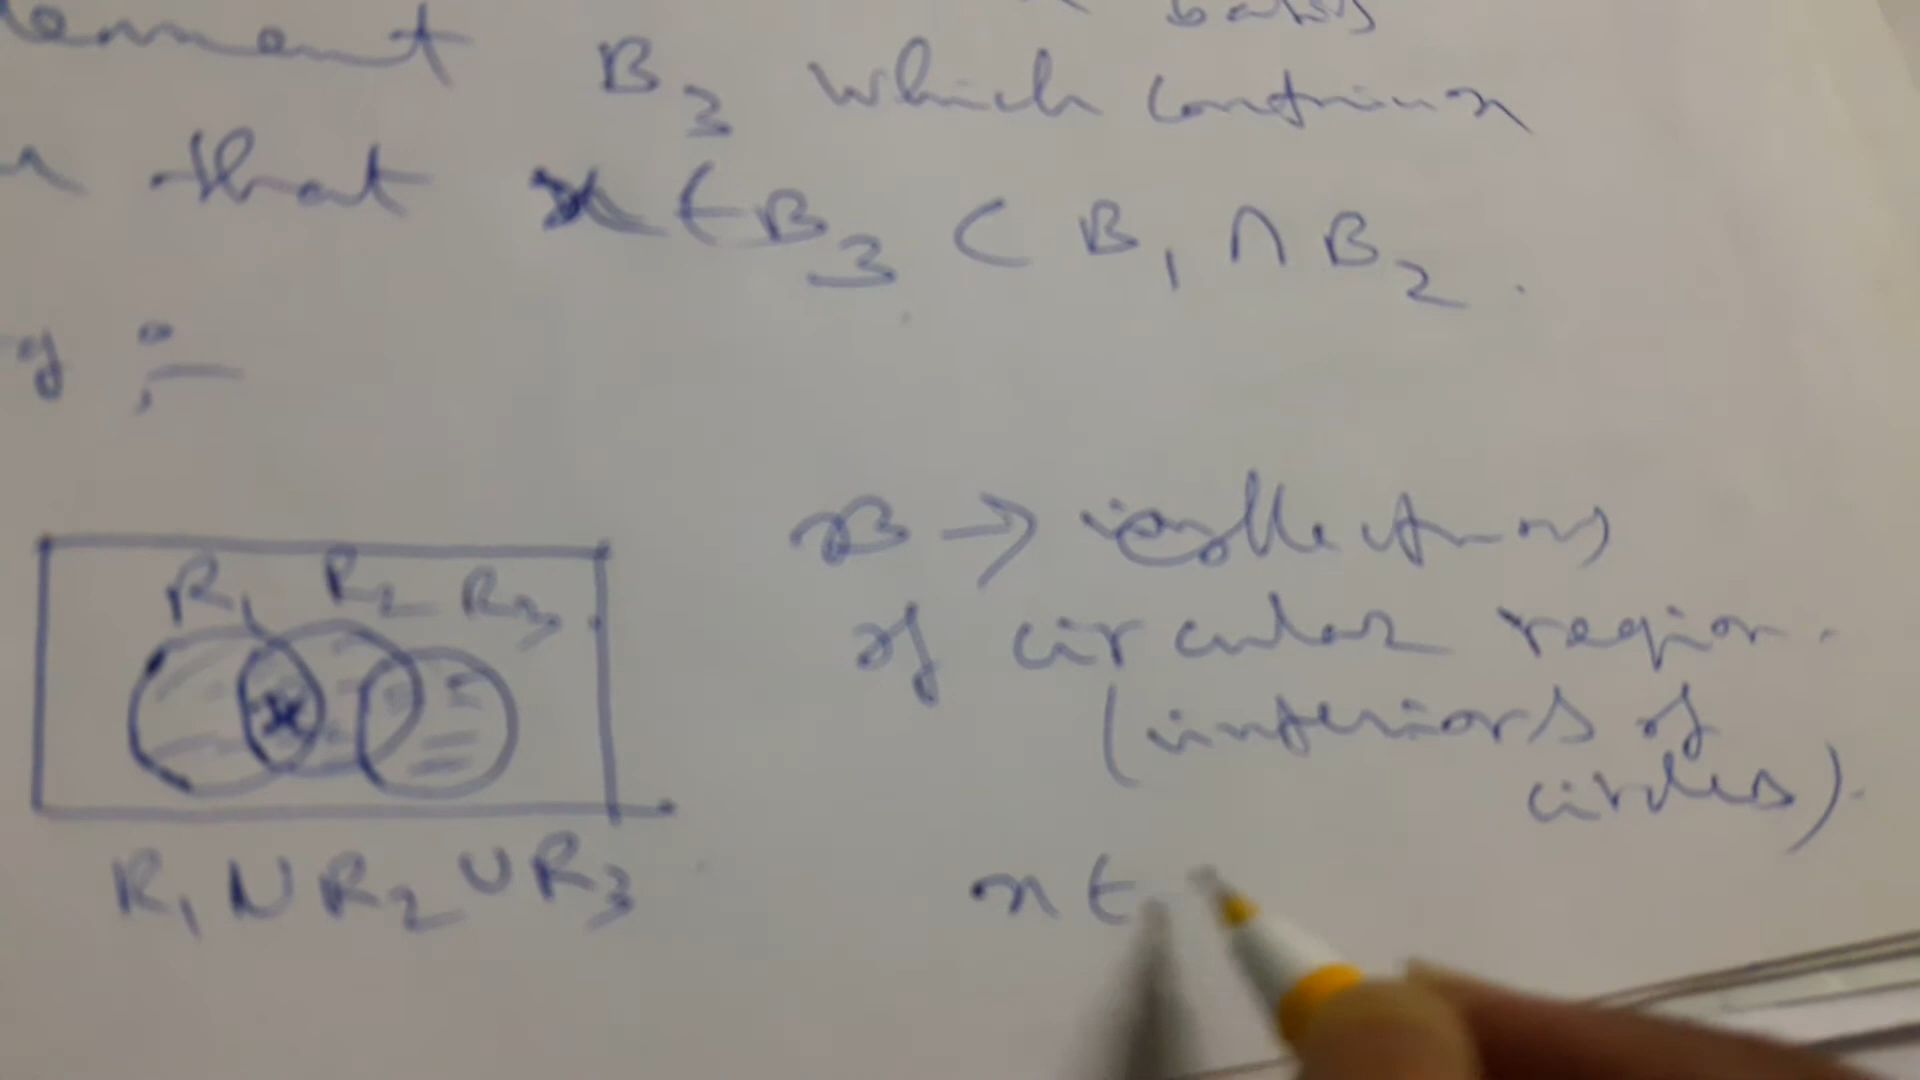 basis
B3 which contains x
that x ∈ B3 ⊂ B1 ∩ B2.
y :-
B → collections
of circular region.
(interiors of
circles).
R1 R2 R3
x
R1 ∪ R2 ∪ R3
x ∈